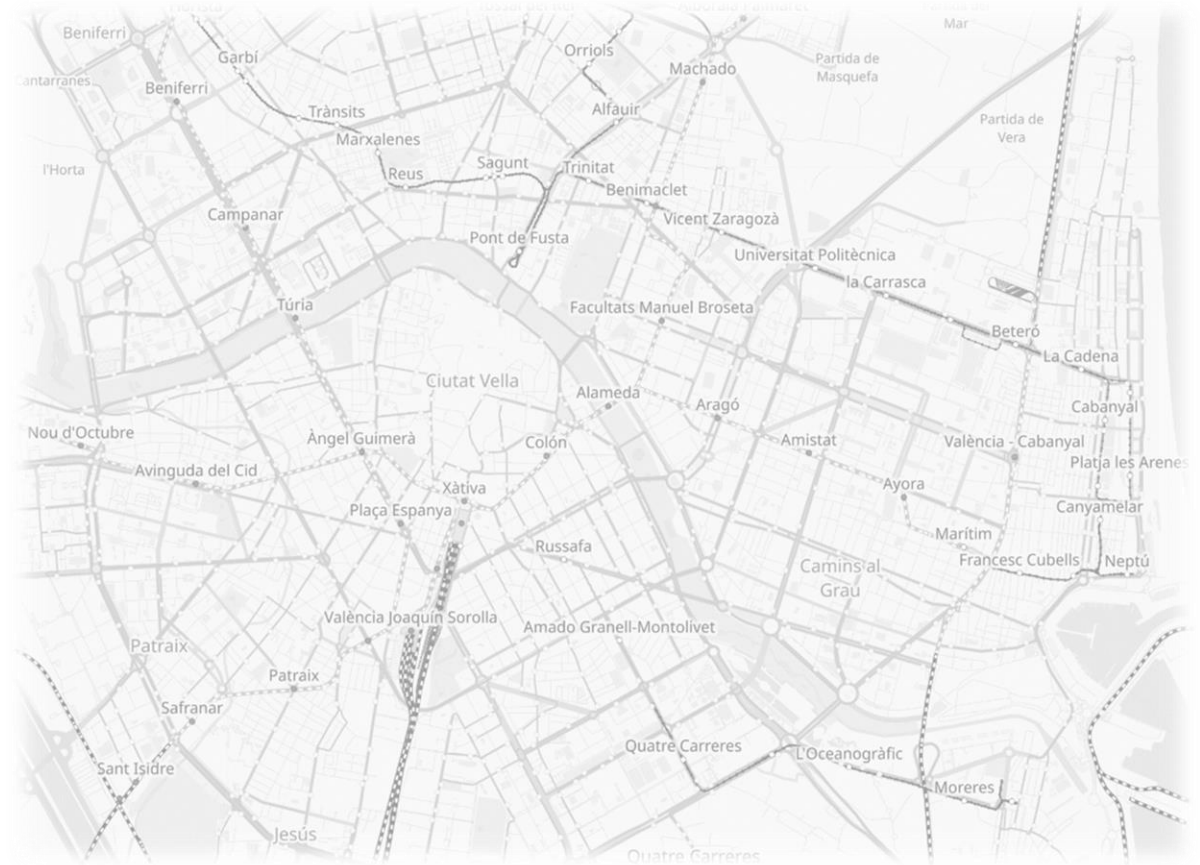 Beniferri
Orriols
Partida de
Mar
Garbí
Machado
Partida de
Masquefa
Beniferri
Alfauir
Trànsits
Partida de
Vera
Marxalenes
Sagunt
Trinitat
l'Horta
Reus
Benimaclet
Campanar
Vicent Zaragozà
Pont de Fusta
Universitat Politècnica
la Carrasca
Túria
Facultats Manuel Broseta
Beteró
La Cadena
Ciutat Vella
Alameda
Aragó
Cabanyal
Nou d'Octubre
Àngel Guimerà
Colón
Amistat
València - Cabanyal
Avinguda del Cid
Platja les Arenes
Xàtiva
Ayora
Plaça Espanya
Canyamelar
Marítim
Russafa
Francesc Cubells
Neptú
Camins al
Grau
València Joaquín Sorolla
Amado Granell-Montolivet
Patraix
Patraix
Safranar
Quatre Carreres
L'Oceanogràfic
Sant Isidre
Moreres
Jesús
Quatre Carreres